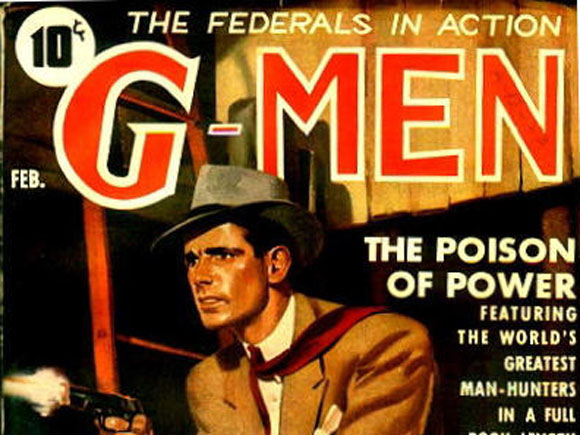 THE FEDERALS IN ACTION
10¢
G-MEN
FEB.
THE POISON
OF POWER
FEATURING
THE WORLD'S
GREATEST
MAN-HUNTERS
IN A FULL